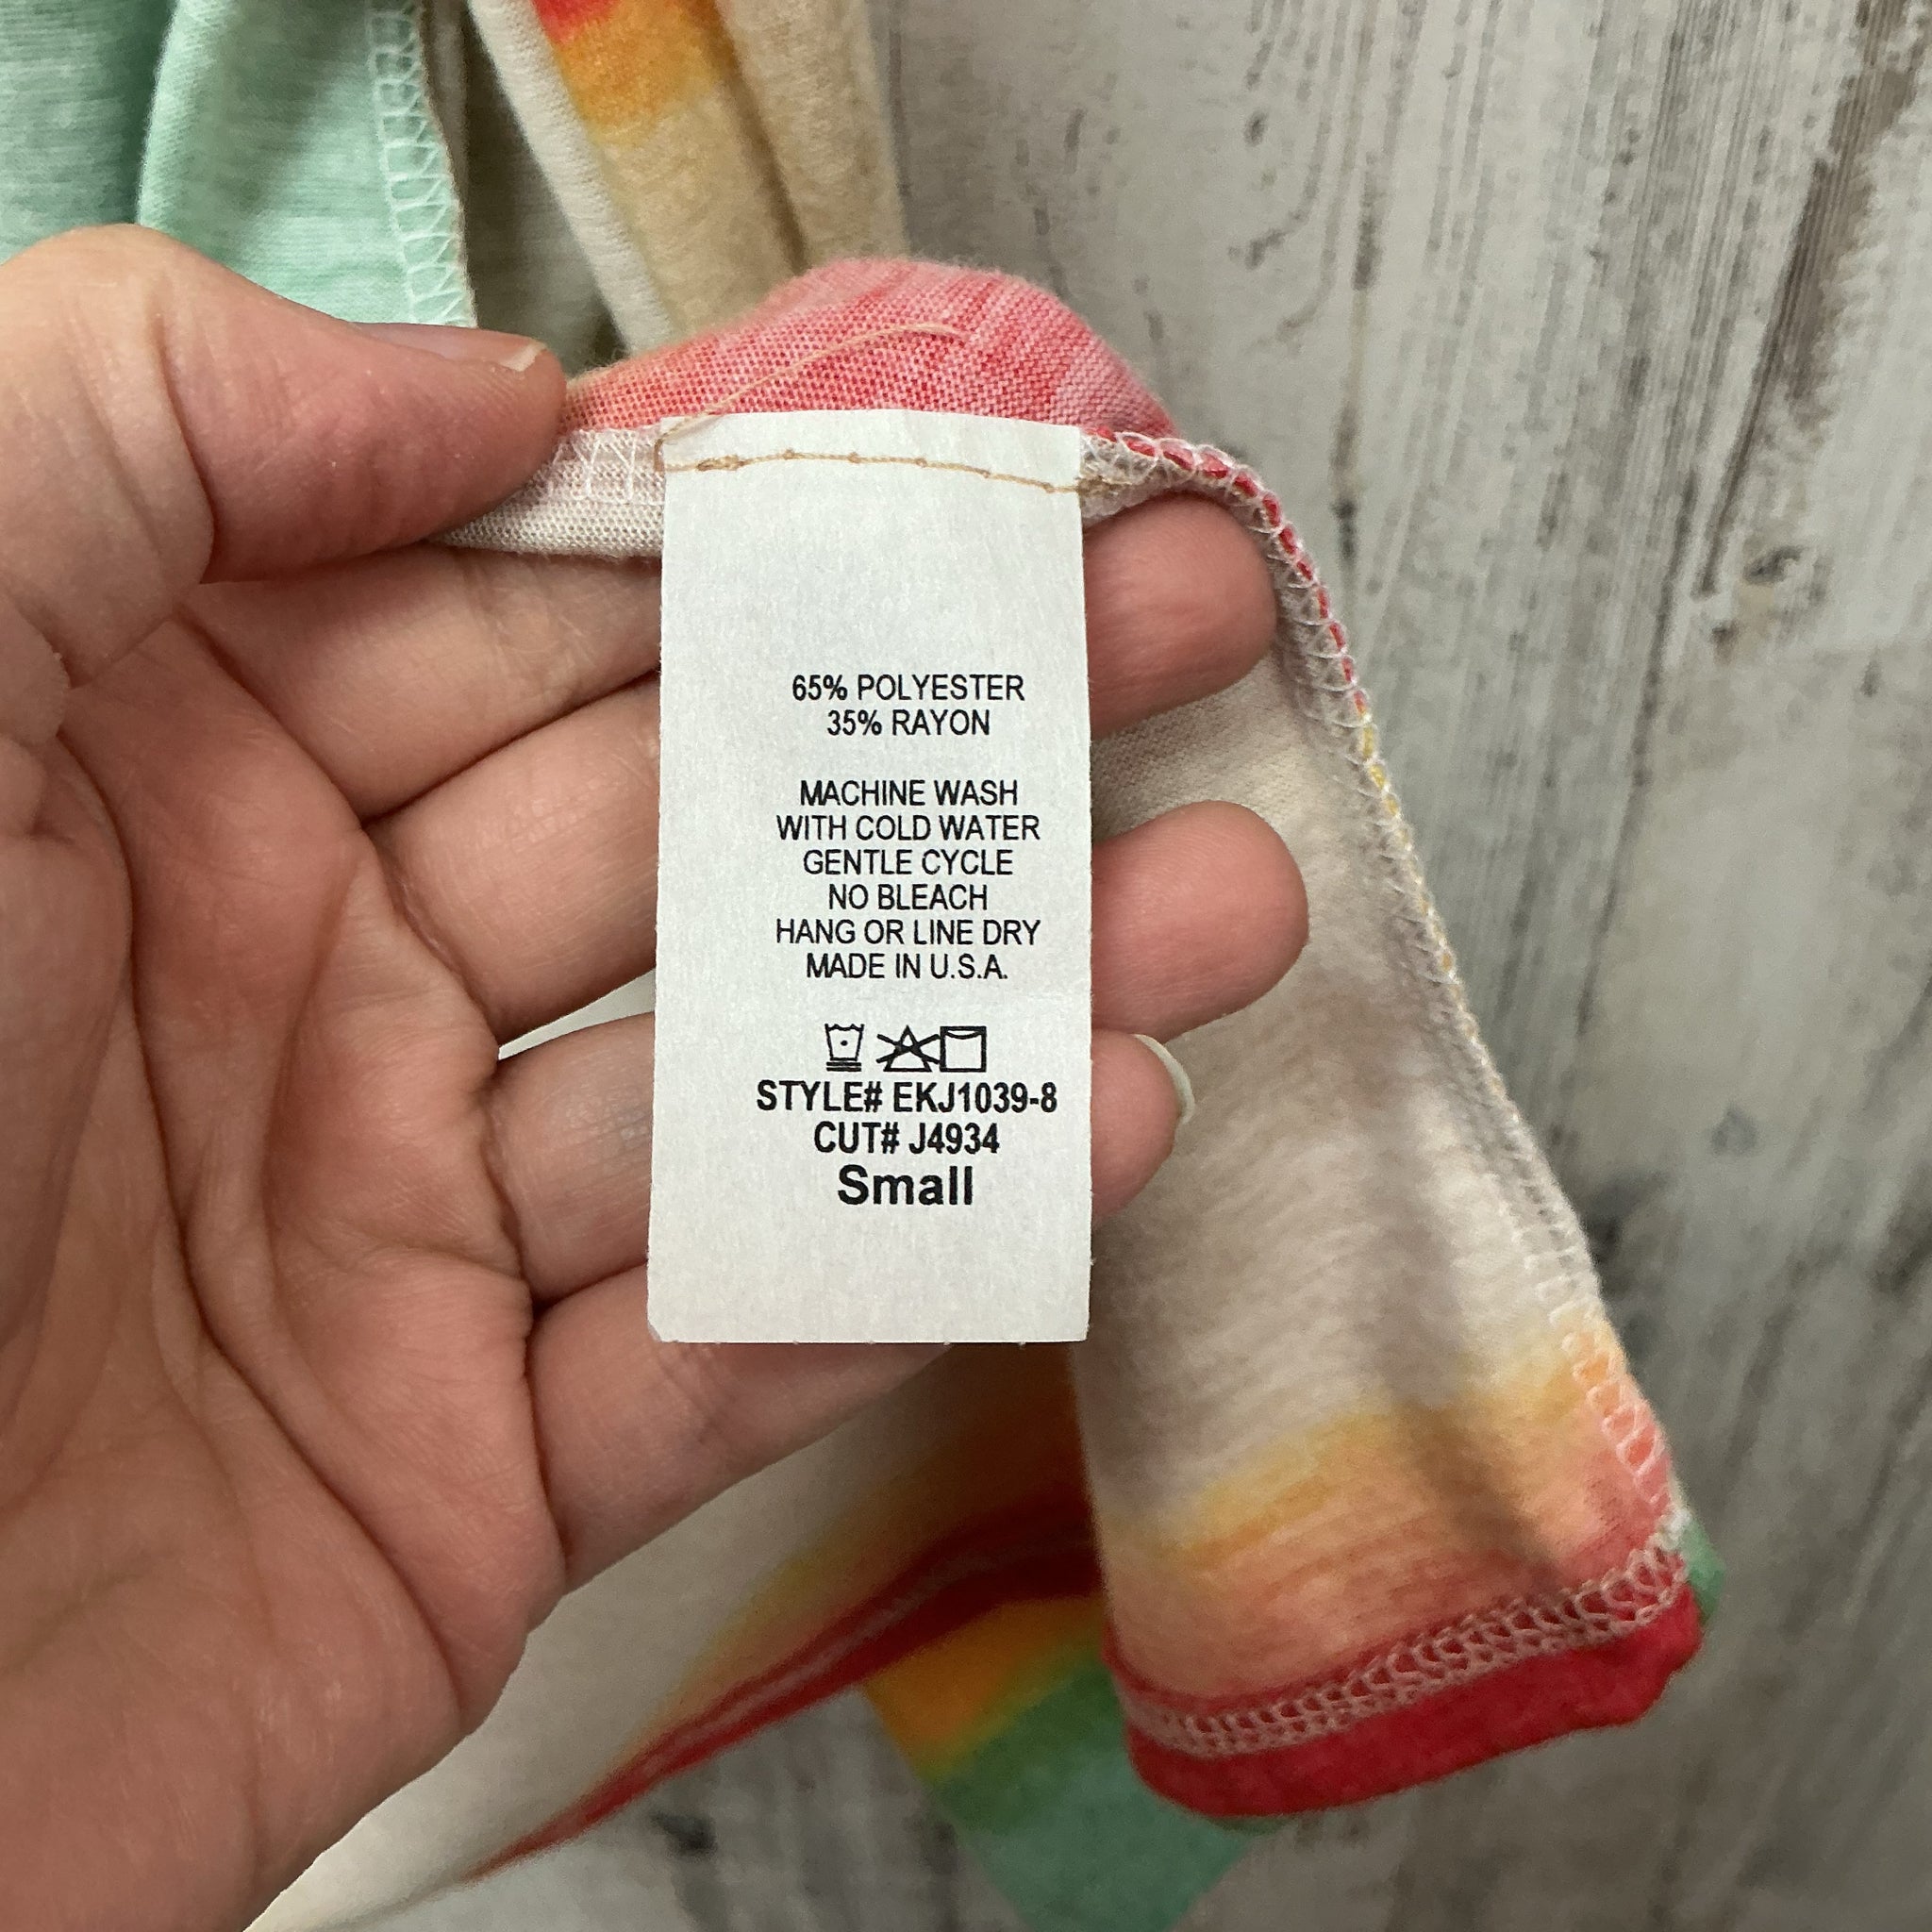 65% POLYESTER
35% RAYON
MACHINE WASH
WITH COLD WATER
GENTLE CYCLE
NO BLEACH
HANG OR LINE DRY
MADE IN U.S.A.
STYLE# EKJ1039-8
CUT# J4934
Small